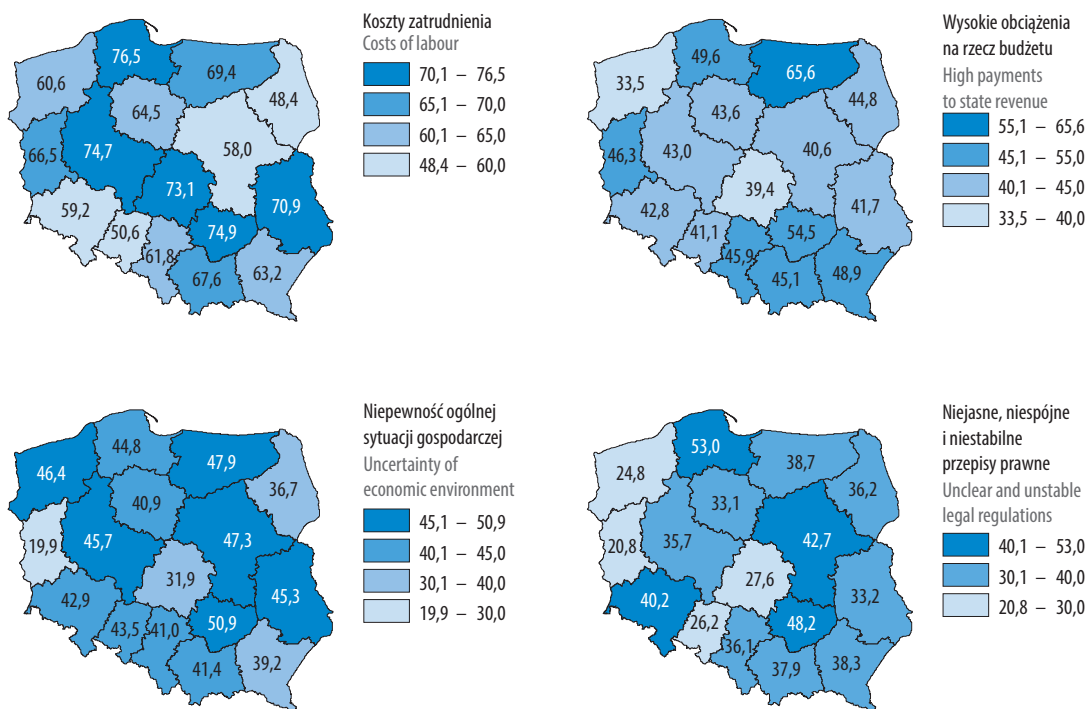 Koszty zatrudnienia
Costs of labour
70,1 – 76,5
65,1 – 70,0
60,1 – 65,0
48,4 – 60,0
76,5
69,4
60,6
48,4
64,5
66,5
74,7
58,0
73,1
70,9
59,2
50,6
74,9
61,8
67,6
63,2
Wysokie obciążenia
na rzecz budżetu
High payments
to state revenue
55,1 – 65,6
45,1 – 55,0
40,1 – 45,0
33,5 – 40,0
49,6
65,6
33,5
44,8
43,6
46,3
43,0
40,6
39,4
41,7
42,8
41,1
54,5
45,9
45,1
48,9
Niepewność ogólnej
sytuacji gospodarczej
Uncertainty of
economic environment
45,1 – 50,9
40,1 – 45,0
30,1 – 40,0
19,9 – 30,0
44,8
47,9
46,4
36,7
40,9
19,9
45,7
47,3
31,9
45,3
42,9
43,5
41,0
50,9
41,4
39,2
Niejasne, niespójne
i niestabilne
przepisy prawne
Unclear and unstable
legal regulations
40,1 – 53,0
30,1 – 40,0
20,8 – 30,0
53,0
38,7
24,8
36,2
33,1
20,8
35,7
42,7
27,6
33,2
40,2
26,2
48,2
36,1
37,9
38,3